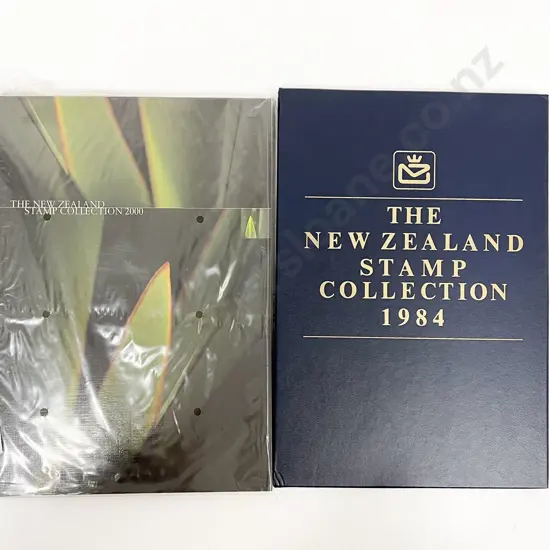 THE NEW ZEALAND
STAMP COLLECTION 2000
THE
NEW ZEALAND
STAMP
COLLECTION
1984